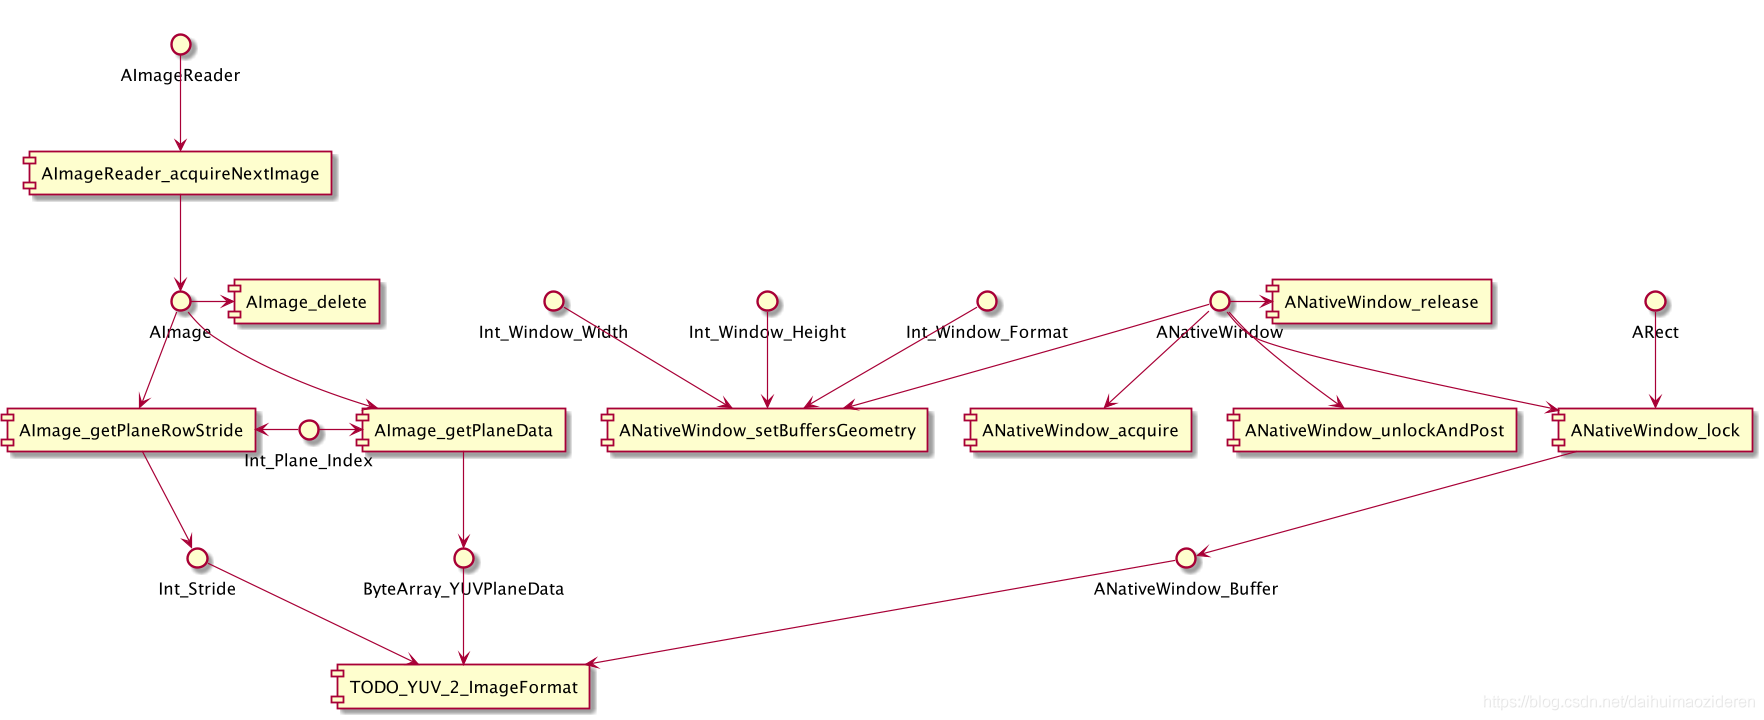 AImageReader
AImageReader_acquireNextImage
AImage_delete
ANativeWindow_release
AImage
Int_Window_Width
Int_Window_Height
Int_Window_Format
ANativeWindow
ARect
AImage_getPlaneRowStride
AImage_getPlaneData
ANativeWindow_setBuffersGeometry
ANativeWindow_acquire
ANativeWindow_unlockAndPost
ANativeWindow_lock
Int_Plane_Index
Int_Stride
ByteArray_YUVPlaneData
ANativeWindow_Buffer
TODO_YUV_2_ImageFormat
https://blog.csdn.net/daihuimaozideren